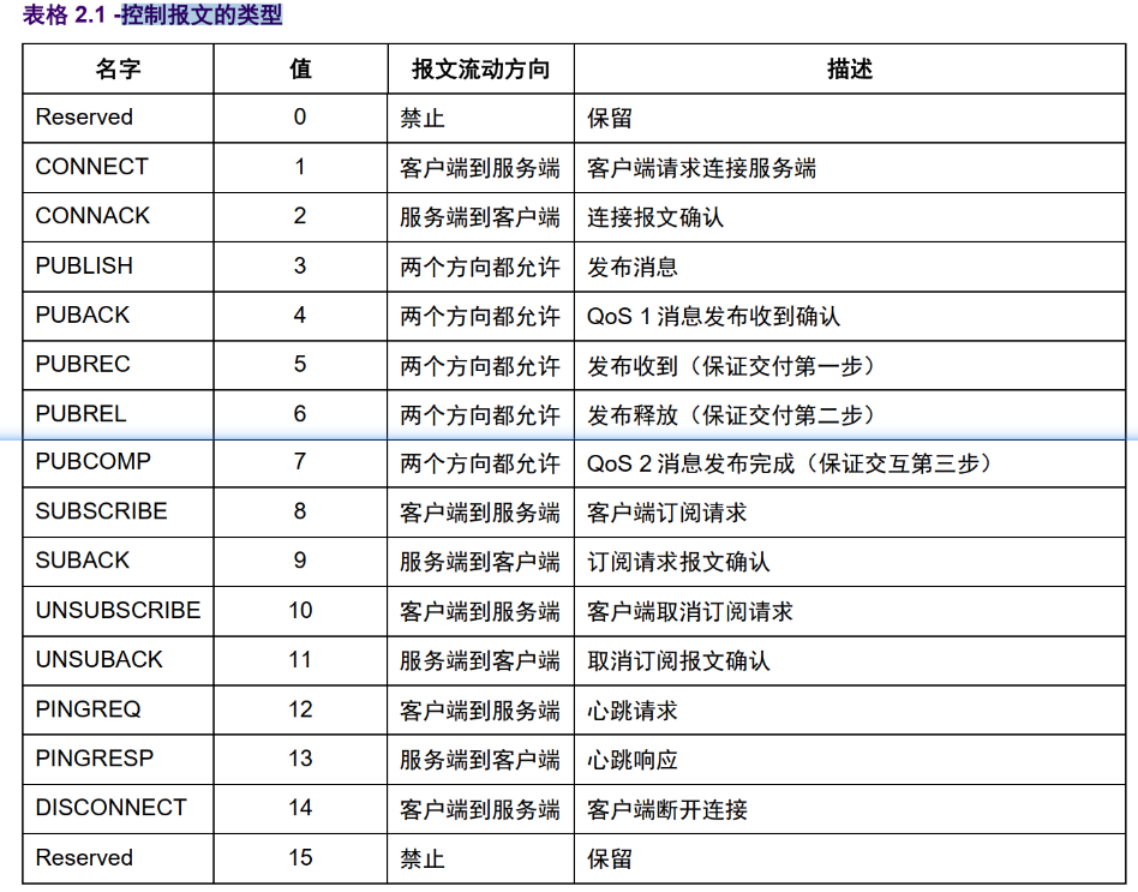 表格 2.1 -控制报文的类型
名字 值 报文流动方向 描述
Reserved 0 禁止 保留
CONNECT 1 客户端到服务端 客户端请求连接服务端
CONNACK 2 服务端到客户端 连接报文确认
PUBLISH 3 两个方向都允许 发布消息
PUBACK 4 两个方向都允许 QoS 1 消息发布收到确认
PUBREC 5 两个方向都允许 发布收到（保证交付第一步）
PUBREL 6 两个方向都允许 发布释放（保证交付第二步）
PUBCOMP 7 两个方向都允许 QoS 2 消息发布完成（保证交互第三步）
SUBSCRIBE 8 客户端到服务端 客户端订阅请求
SUBACK 9 服务端到客户端 订阅请求报文确认
UNSUBSCRIBE 10 客户端到服务端 客户端取消订阅请求
UNSUBACK 11 服务端到客户端 取消订阅报文确认
PINGREQ 12 客户端到服务端 心跳请求
PINGRESP 13 服务端到客户端 心跳响应
DISCONNECT 14 客户端到服务端 客户端断开连接
Reserved 15 禁止 保留